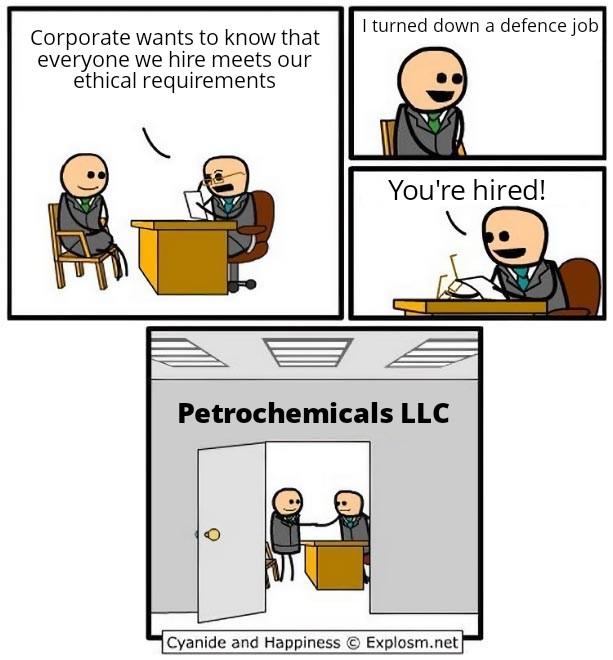 Corporate wants to know that
everyone we hire meets our
ethical requirements
I turned down a defence job
You're hired!
Petrochemicals LLC
Cyanide and Happiness © Explosm.net